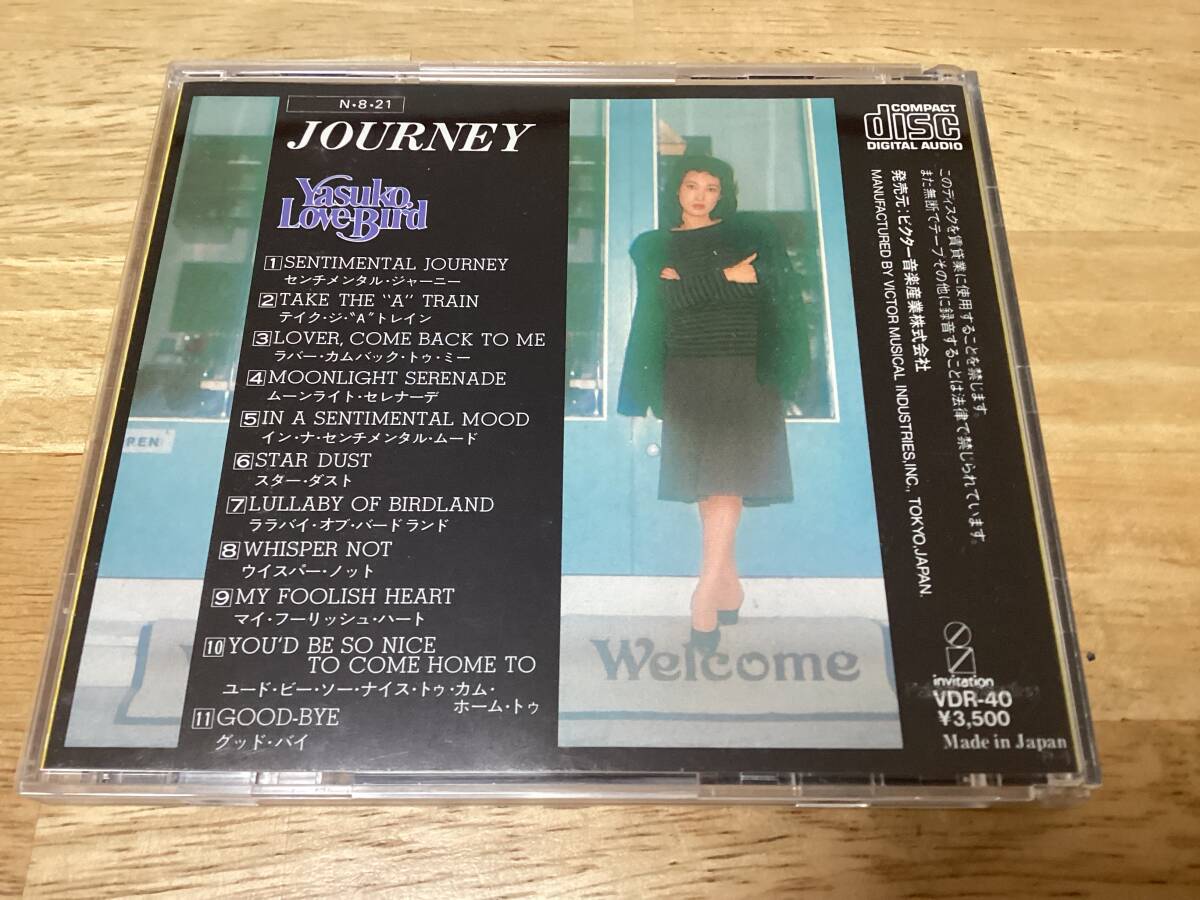 N•8•21
JOURNEY
Yasuko,
Love-Bird
1 SENTIMENTAL JOURNEY
センチメンタル・ジャーニー
2 TAKE THE "A" TRAIN
テイク・ジ・"A"トレイン
3 LOVER, COME BACK TO ME
ラバー・カムバック・トゥ・ミー
4 MOONLIGHT SERENADE
ムーンライト・セレナーデ
5 IN A SENTIMENTAL MOOD
イン・ナ・センチメンタル・ムード
6 STAR DUST
スター・ダスト
7 LULLABY OF BIRDLAND
ララバイ・オブ・バードランド
8 WHISPER NOT
ウイスパー・ノット
9 MY FOOLISH HEART
マイ・フーリッシュ・ハート
10 YOU'D BE SO NICE
TO COME HOME TO
ユード・ビー・ソー・ナイス・トゥ・カム・
ホーム・トゥ
11 GOOD-BYE
グッド・バイ
PEN
Welcome
COMPACT
disc
DIGITAL AUDIO
このディスクを賃貸業に使用することを禁じます。
また無断でテープその他に録音することは法律で禁じられています。
発売元:ビクター音楽産業株式会社
MANUFACTURED BY VICTOR MUSICAL INDUSTRIES, INC., TOKYO, JAPAN.
invitation
VDR-40
¥3,500
Made in Japan